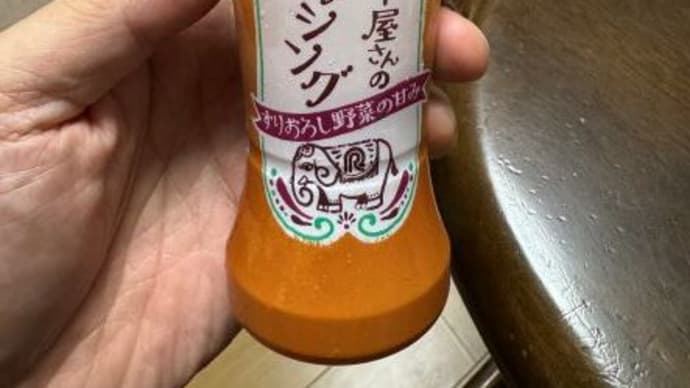 屋さんの
シング
すりおろし野菜の甘み
R